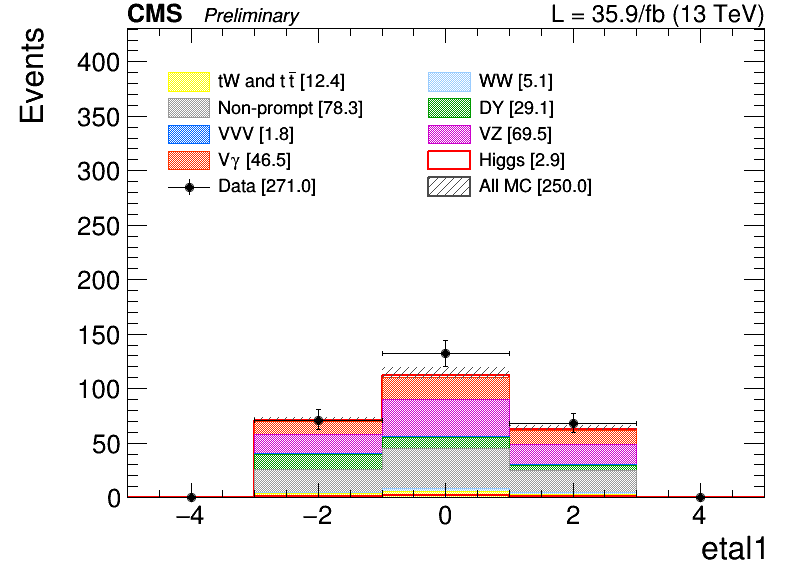 CMS Preliminary L = 35.9/fb (13 TeV)
Events
400
350
300
250
200
150
100
50
0
tW and t t̄ [12.4] WW [5.1]
Non-prompt [78.3] DY [29.1]
VVV [1.8] VZ [69.5]
Vγ [46.5] Higgs [2.9]
Data [271.0] All MC [250.0]
−4 −2 0 2 4
etal1